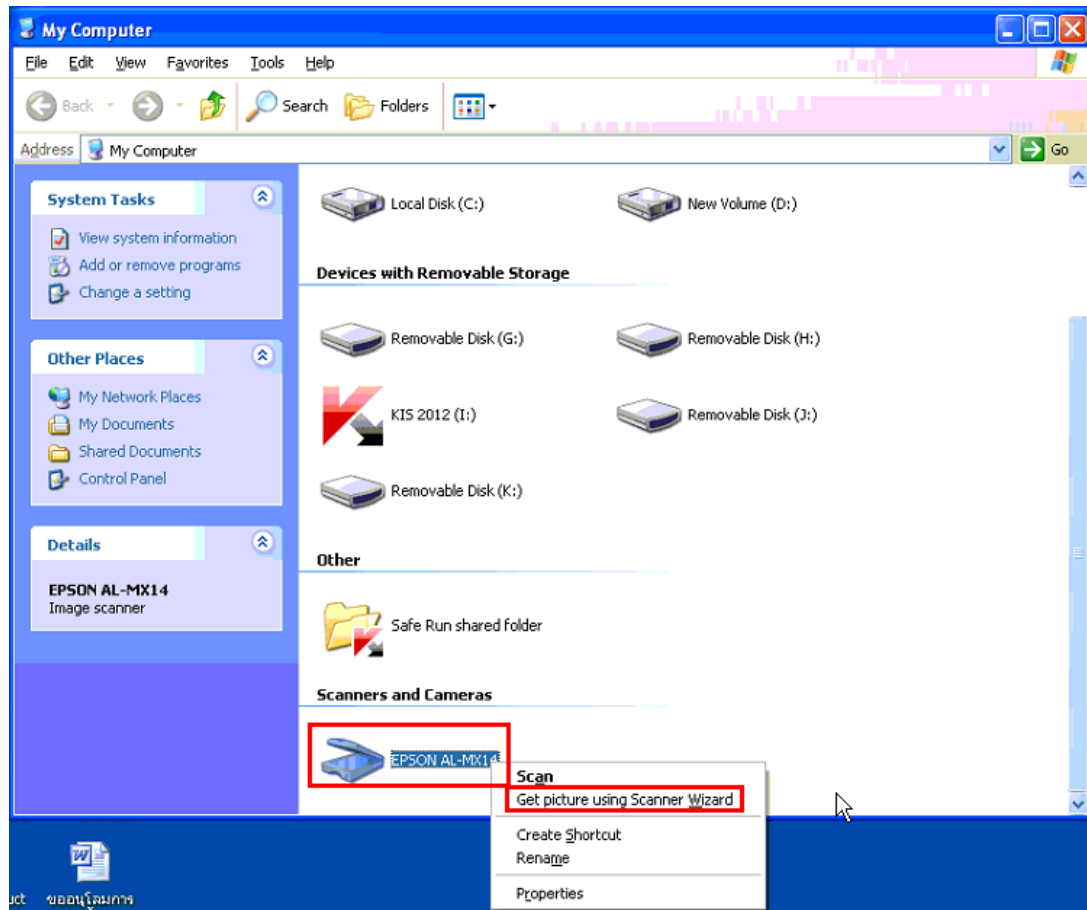 My Computer
File Edit View Favorites Tools Help
Back Search Folders
Address My Computer Go
System Tasks
View system information
Add or remove programs
Change a setting
Other Places
My Network Places
My Documents
Shared Documents
Control Panel
Details
EPSON AL-MX14
Image scanner
Local Disk (C:) New Volume (D:)
Devices with Removable Storage
Removable Disk (G:) Removable Disk (H:)
KIS 2012 (I:) Removable Disk (J:)
Removable Disk (K:)
Other
Safe Run shared folder
Scanners and Cameras
EPSON AL-MX14
Scan
Get picture using Scanner Wizard
Create Shortcut
Rename
Properties
uct ขออนุโลมการ